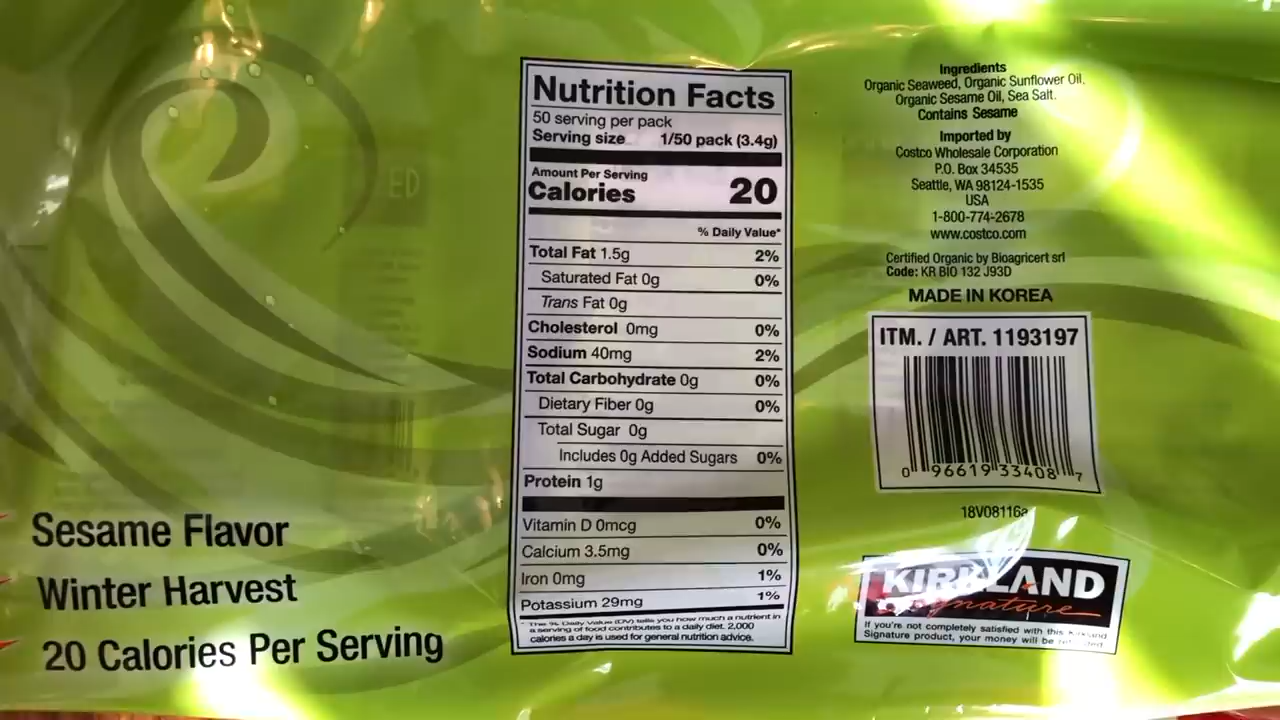 ED
Sesame Flavor
Winter Harvest
20 Calories Per Serving
Nutrition Facts
50 serving per pack
Serving size 1/50 pack (3.4g)
Amount Per Serving
Calories 20
% Daily Value*
Total Fat 1.5g 2%
Saturated Fat 0g 0%
Trans Fat 0g
Cholesterol 0mg 0%
Sodium 40mg 2%
Total Carbohydrate 0g 0%
Dietary Fiber 0g 0%
Total Sugar 0g
Includes 0g Added Sugars 0%
Protein 1g
Vitamin D 0mcg 0%
Calcium 3.5mg 0%
Iron 0mg 1%
Potassium 29mg 1%
* The % Daily Value (DV) tells you how much a nutrient in
a serving of food contributes to a daily diet. 2,000
calories a day is used for general nutrition advice.
Ingredients
Organic Seaweed, Organic Sunflower Oil,
Organic Sesame Oil, Sea Salt.
Contains Sesame
Imported by
Costco Wholesale Corporation
P.O. Box 34535
Seattle, WA 98124-1535
USA
1-800-774-2678
www.costco.com
Certified Organic by Bioagricert srl
Code: KR BIO 132 J93D
MADE IN KOREA
ITM. / ART. 1193197
0 96619 33408 7
18V08116a
KIRKLAND
Signature
If you're not completely satisfied with this Kirkland
Signature product, your money will be